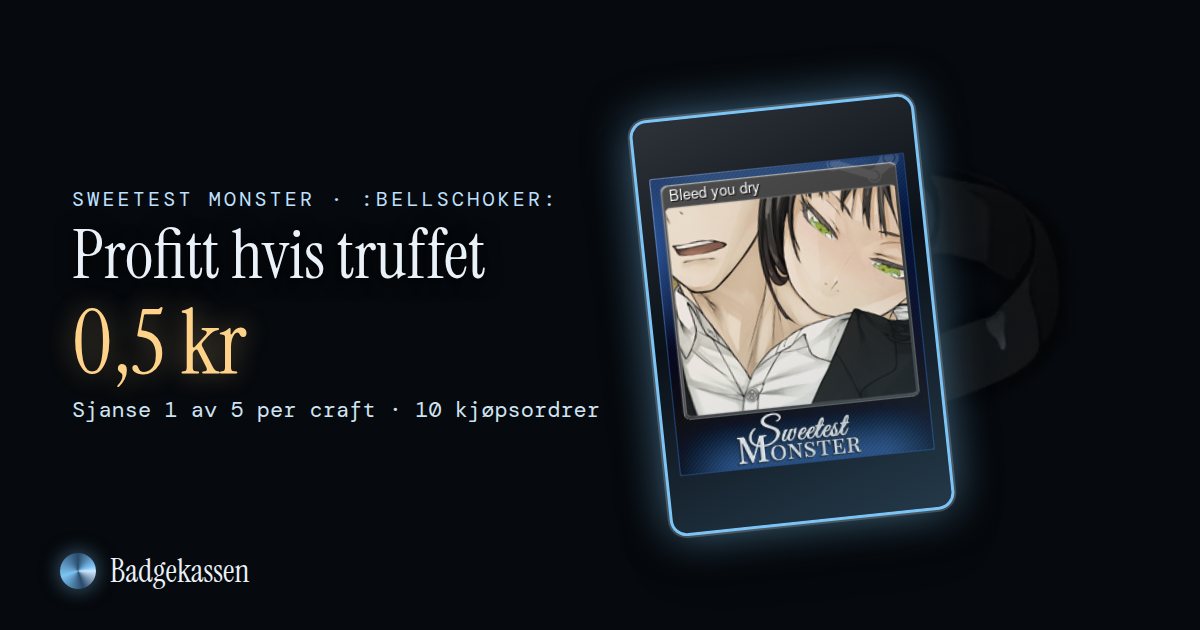 SWEETEST MONSTER · :BELLSCHOKER:
Profitt hvis truffet
0,5 kr
Sjanse 1 av 5 per craft · 10 kjøpsordrer
Bleed you dry
Sweetest
MONSTER
Badgekassen